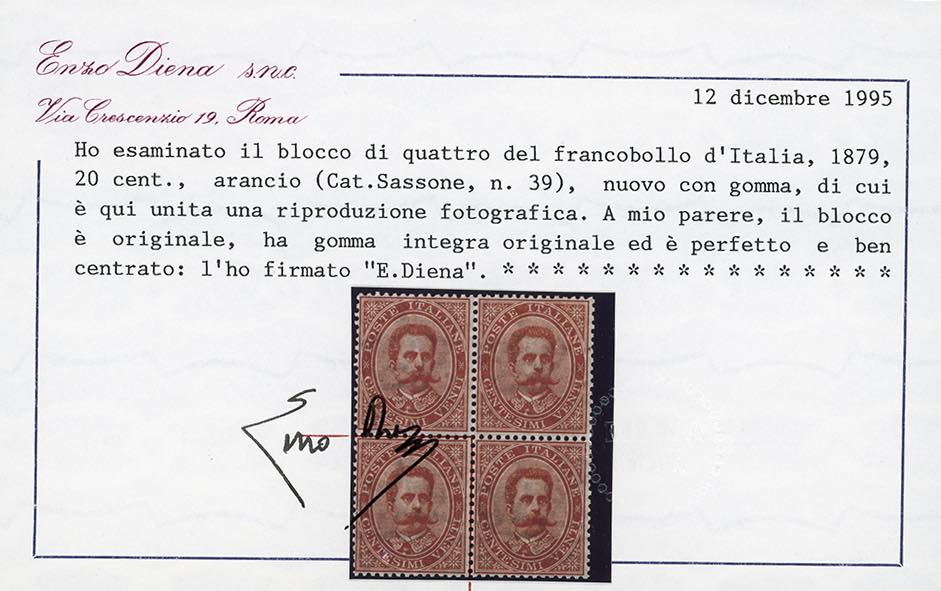 Enzo Diena s.n.c.
Via Crescenzio 19, Roma
12 dicembre 1995
Ho esaminato il blocco di quattro del francobollo d'Italia, 1879,
20 cent., arancio (Cat.Sassone, n. 39), nuovo con gomma, di cui
è qui unita una riproduzione fotografica. A mio parere, il blocco
è originale, ha gomma integra originale ed è perfetto e ben
centrato: l'ho firmato "E.Diena". * * * * * * * * * * * * * * * * *
POSTE ITALIANE
CENTESIMI VENTI
POSTE ITALIANE
CENTESIMI VENTI
POSTE ITALIANE
CENTESIMI VENTI
POSTE ITALIANE
CENTESIMI VENTI